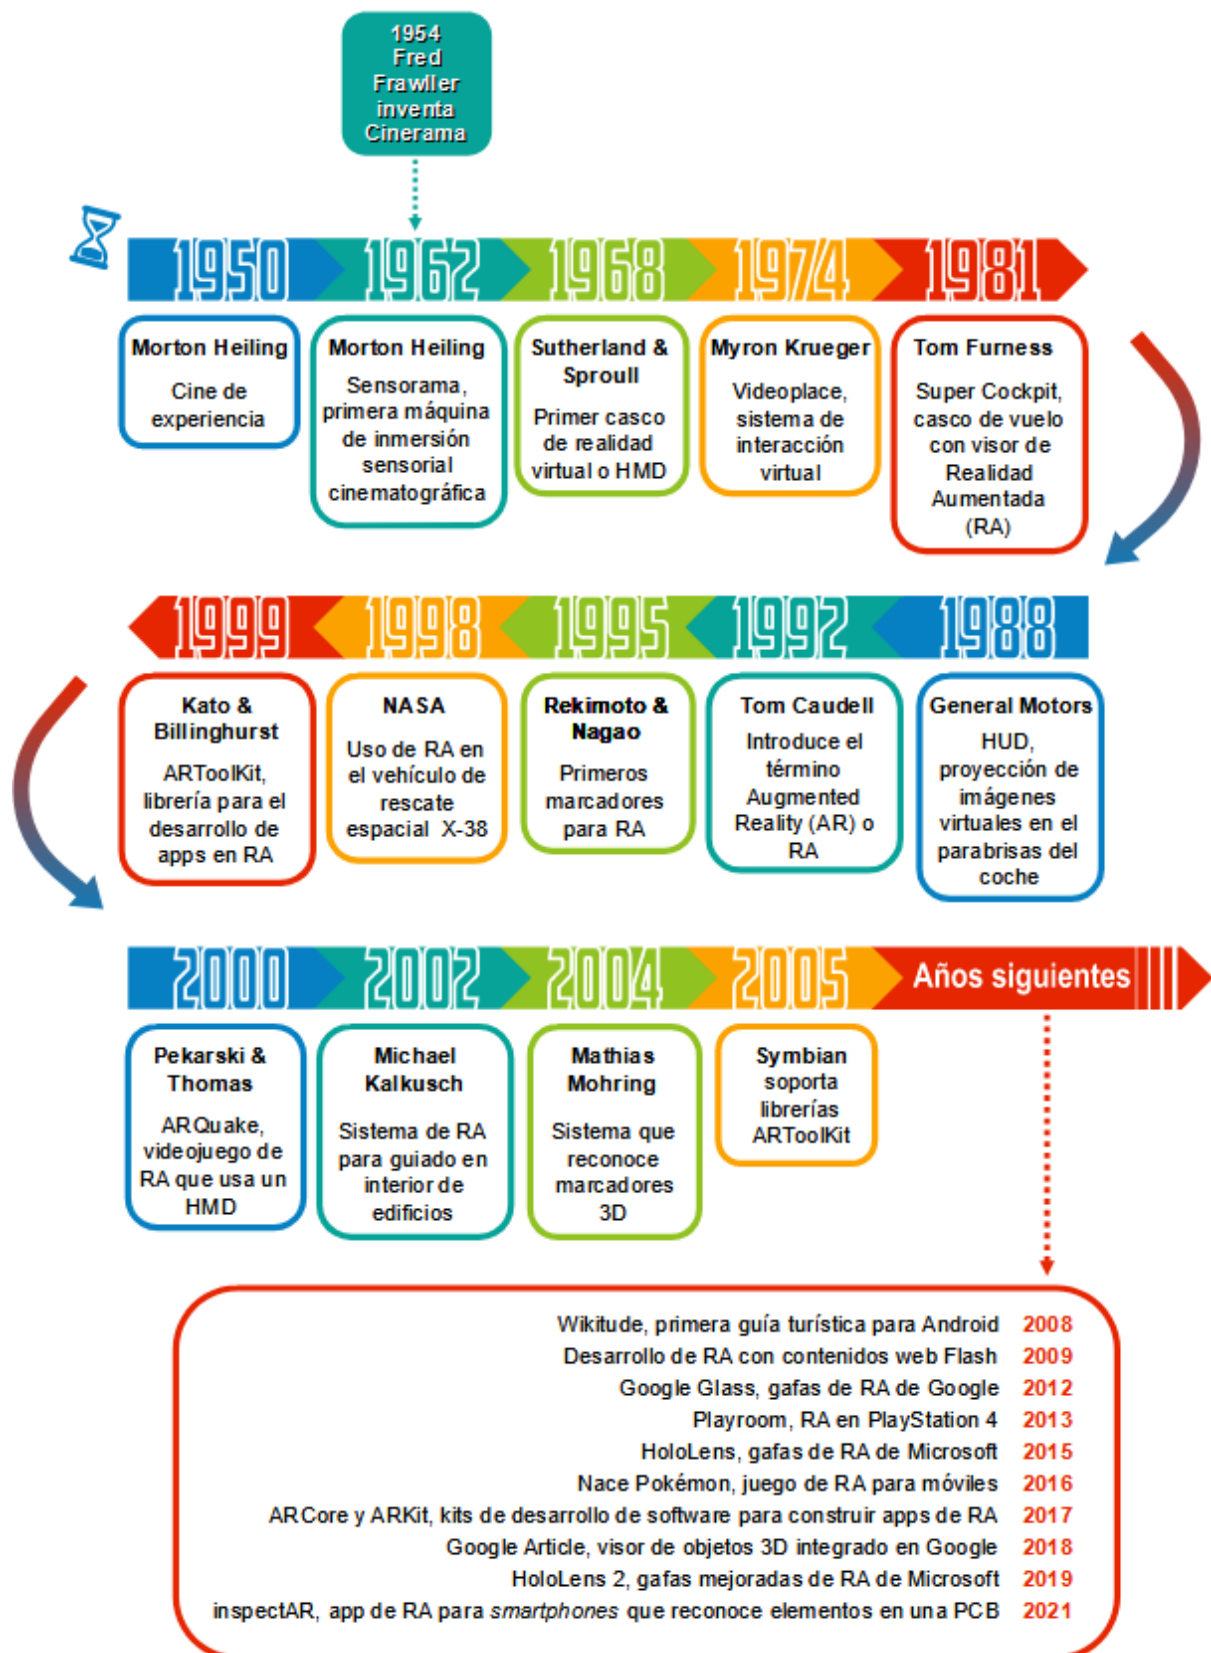 1954
Fred
Frawller
inventa
Cinerama
1950
1962
1968
1974
1981
Morton Heiling
Cine de
experiencia
Morton Heiling
Sensorama,
primera máquina
de inmersión
sensorial
cinematográfica
Sutherland &
Sproull
Primer casco
de realidad
virtual o HMD
Myron Krueger
Videoplace,
sistema de
interacción
virtual
Tom Furness
Super Cockpit,
casco de vuelo
con visor de
Realidad
Aumentada
(RA)
1999
1998
1995
1992
1988
Kato &
Billinghurst
ARToolKit,
librería para el
desarrollo de
apps en RA
NASA
Uso de RA en
el vehículo de
rescate
espacial X-38
Rekimoto &
Nagao
Primeros
marcadores
para RA
Tom Caudell
Introduce el
término
Augmented
Reality (AR) o
RA
General Motors
HUD,
proyección de
imágenes
virtuales en el
parabrisas del
coche
2000
2002
2004
2005
Años siguientes
Pekarski &
Thomas
ARQuake,
videojuego de
RA que usa un
HMD
Michael
Kalkusch
Sistema de RA
para guiado en
interior de
edificios
Mathias
Mohring
Sistema que
reconoce
marcadores
3D
Symbian
soporta
librerías
ARToolKit
Wikitude, primera guía turística para Android 2008
Desarrollo de RA con contenidos web Flash 2009
Google Glass, gafas de RA de Google 2012
Playroom, RA en PlayStation 4 2013
HoloLens, gafas de RA de Microsoft 2015
Nace Pokémon, juego de RA para móviles 2016
ARCore y ARKit, kits de desarrollo de software para construir apps de RA 2017
Google Article, visor de objetos 3D integrado en Google 2018
HoloLens 2, gafas mejoradas de RA de Microsoft 2019
inspectAR, app de RA para smartphones que reconoce elementos en una PCB 2021